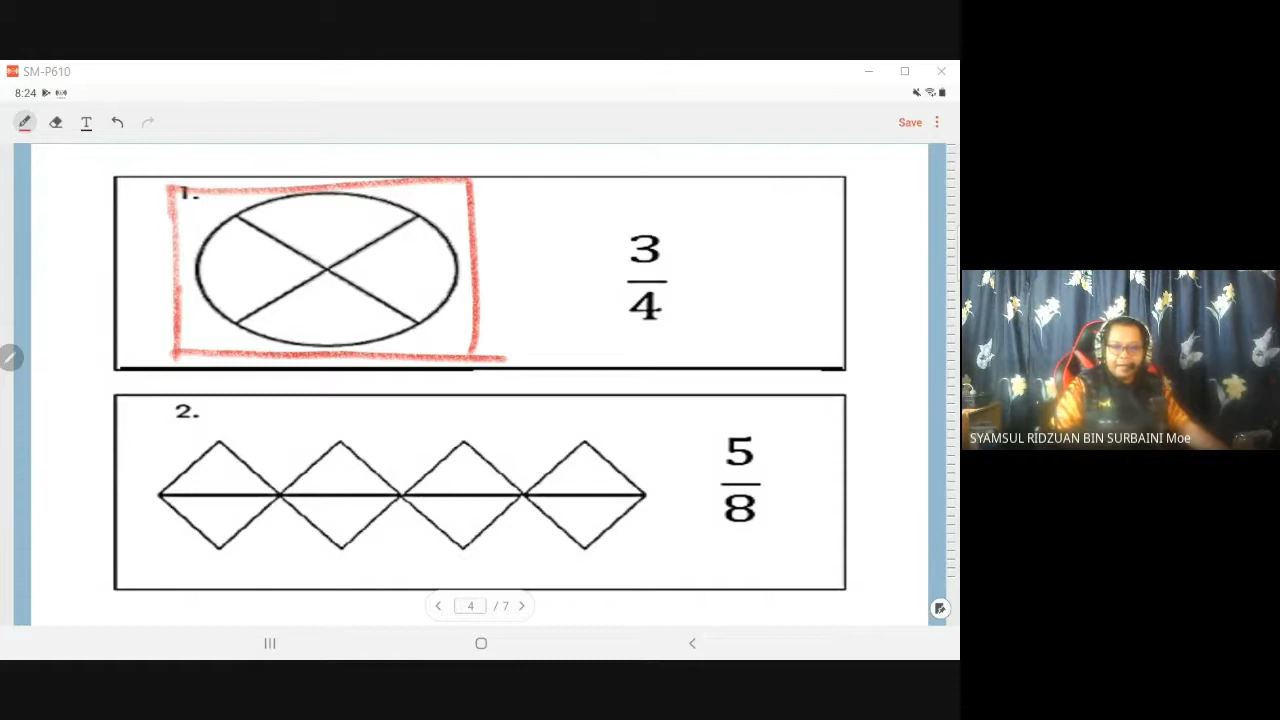 SM-P610
8:24
T
Save
1.
3
4
2.
5
8
4 / 7
SYAMSUL RIDZUAN BIN SURBAINI Moe